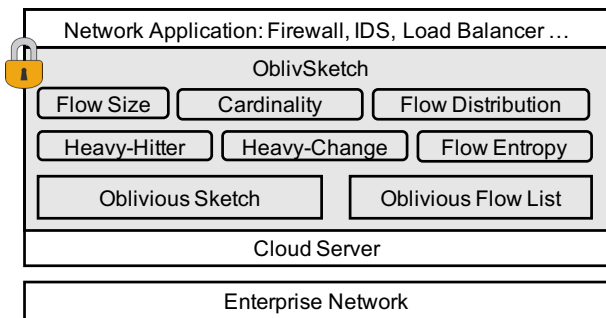 Network Application: Firewall, IDS, Load Balancer …
OblivSketch
Flow Size Cardinality Flow Distribution
Heavy-Hitter Heavy-Change Flow Entropy
Oblivious Sketch Oblivious Flow List
Cloud Server
Enterprise Network